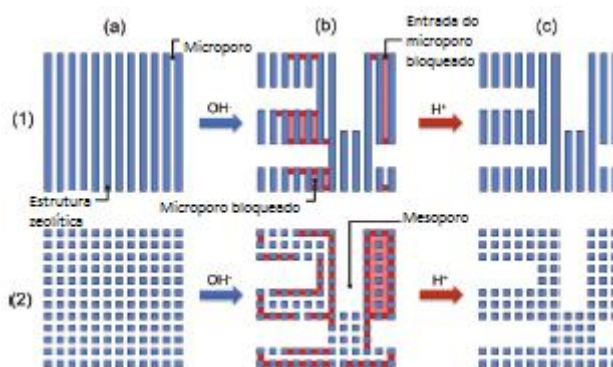 (a)
(b)
(c)
Microporo
Entrada do
microporo
bloqueado
(1)
OH⁻
H⁺
Estrutura
zeolítica
Microporo bloqueado
Mesoporo
(2)
OH⁻
H⁺